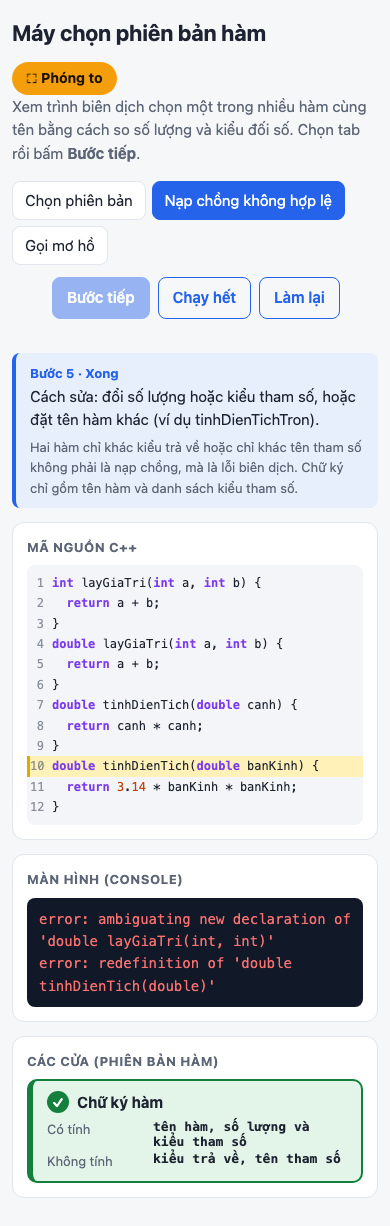 Máy chọn phiên bản hàm
⛶ Phóng to
Xem trình biên dịch chọn một trong nhiều hàm cùng
tên bằng cách so số lượng và kiểu đối số. Chọn tab
rồi bấm Bước tiếp.
Chọn phiên bản
Nạp chồng không hợp lệ
Gọi mơ hồ
Bước tiếp
Chạy hết
Làm lại
Bước 5 · Xong
Cách sửa: đổi số lượng hoặc kiểu tham số, hoặc
đặt tên hàm khác (ví dụ tinhDienTichTron).
Hai hàm chỉ khác kiểu trả về hoặc chỉ khác tên tham số
không phải là nạp chồng, mà là lỗi biên dịch. Chữ ký
chỉ gồm tên hàm và danh sách kiểu tham số.
MÃ NGUỒN C++
1 int layGiaTri(int a, int b) {
2   return a + b;
3 }
4 double layGiaTri(int a, int b) {
5   return a + b;
6 }
7 double tinhDienTich(double canh) {
8   return canh * canh;
9 }
10 double tinhDienTich(double banKinh) {
11   return 3.14 * banKinh * banKinh;
12 }
MÀN HÌNH (CONSOLE)
error: ambiguating new declaration of
'double layGiaTri(int, int)'
error: redefinition of 'double
tinhDienTich(double)'
CÁC CỬA (PHIÊN BẢN HÀM)
Chữ ký hàm
Có tính tên hàm, số lượng và
kiểu tham số
Không tính kiểu trả về, tên tham số